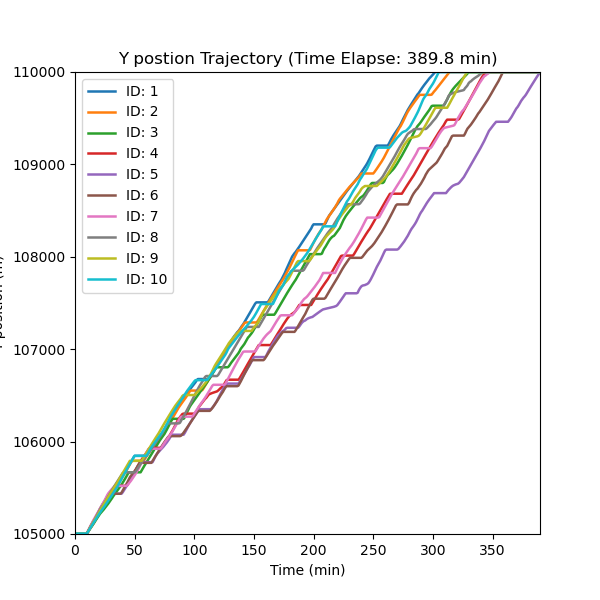 Y postion Trajectory (Time Elapse: 389.8 min)
110000
109000
108000
107000
106000
105000
ID: 1
ID: 2
ID: 3
ID: 4
ID: 5
ID: 6
ID: 7
ID: 8
ID: 9
ID: 10
0 50 100 150 200 250 300 350
Time (min)